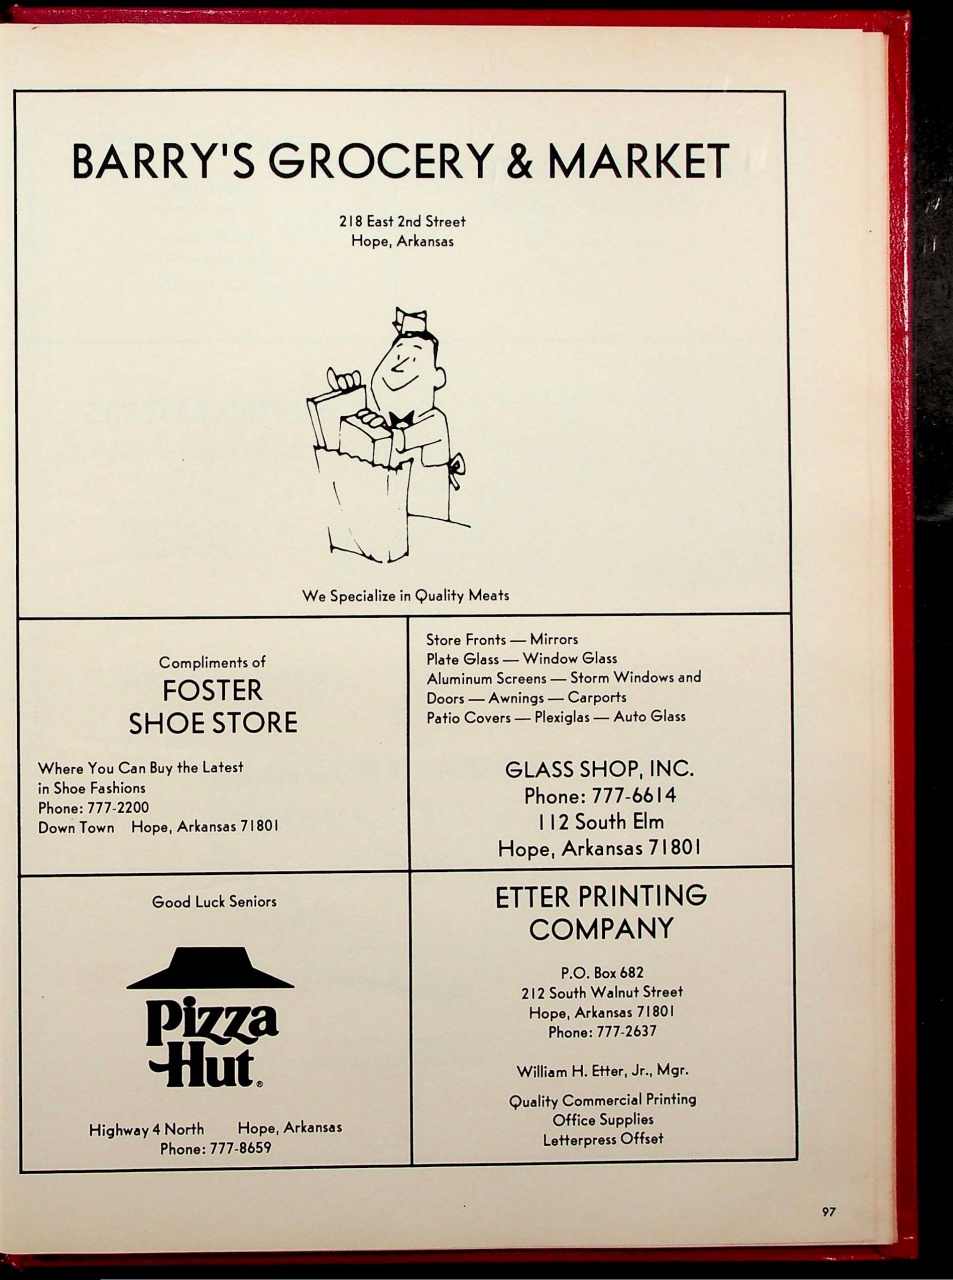 BARRY'S GROCERY & MARKET
218 East 2nd Street
Hope, Arkansas
We Specialize in Quality Meats
Compliments of
FOSTER
SHOE STORE
Where You Can Buy the Latest
in Shoe Fashions
Phone: 777-2200
Down Town Hope, Arkansas 71801
Store Fronts — Mirrors
Plate Glass — Window Glass
Aluminum Screens — Storm Windows and
Doors — Awnings — Carports
Patio Covers — Plexiglas — Auto Glass
GLASS SHOP, INC.
Phone: 777-6614
112 South Elm
Hope, Arkansas 71801
Good Luck Seniors
Pizza
Hut®
Highway 4 North Hope, Arkansas
Phone: 777-8659
ETTER PRINTING
COMPANY
P.O. Box 682
212 South Walnut Street
Hope, Arkansas 71801
Phone: 777-2637
William H. Etter, Jr., Mgr.
Quality Commercial Printing
Office Supplies
Letterpress Offset
97